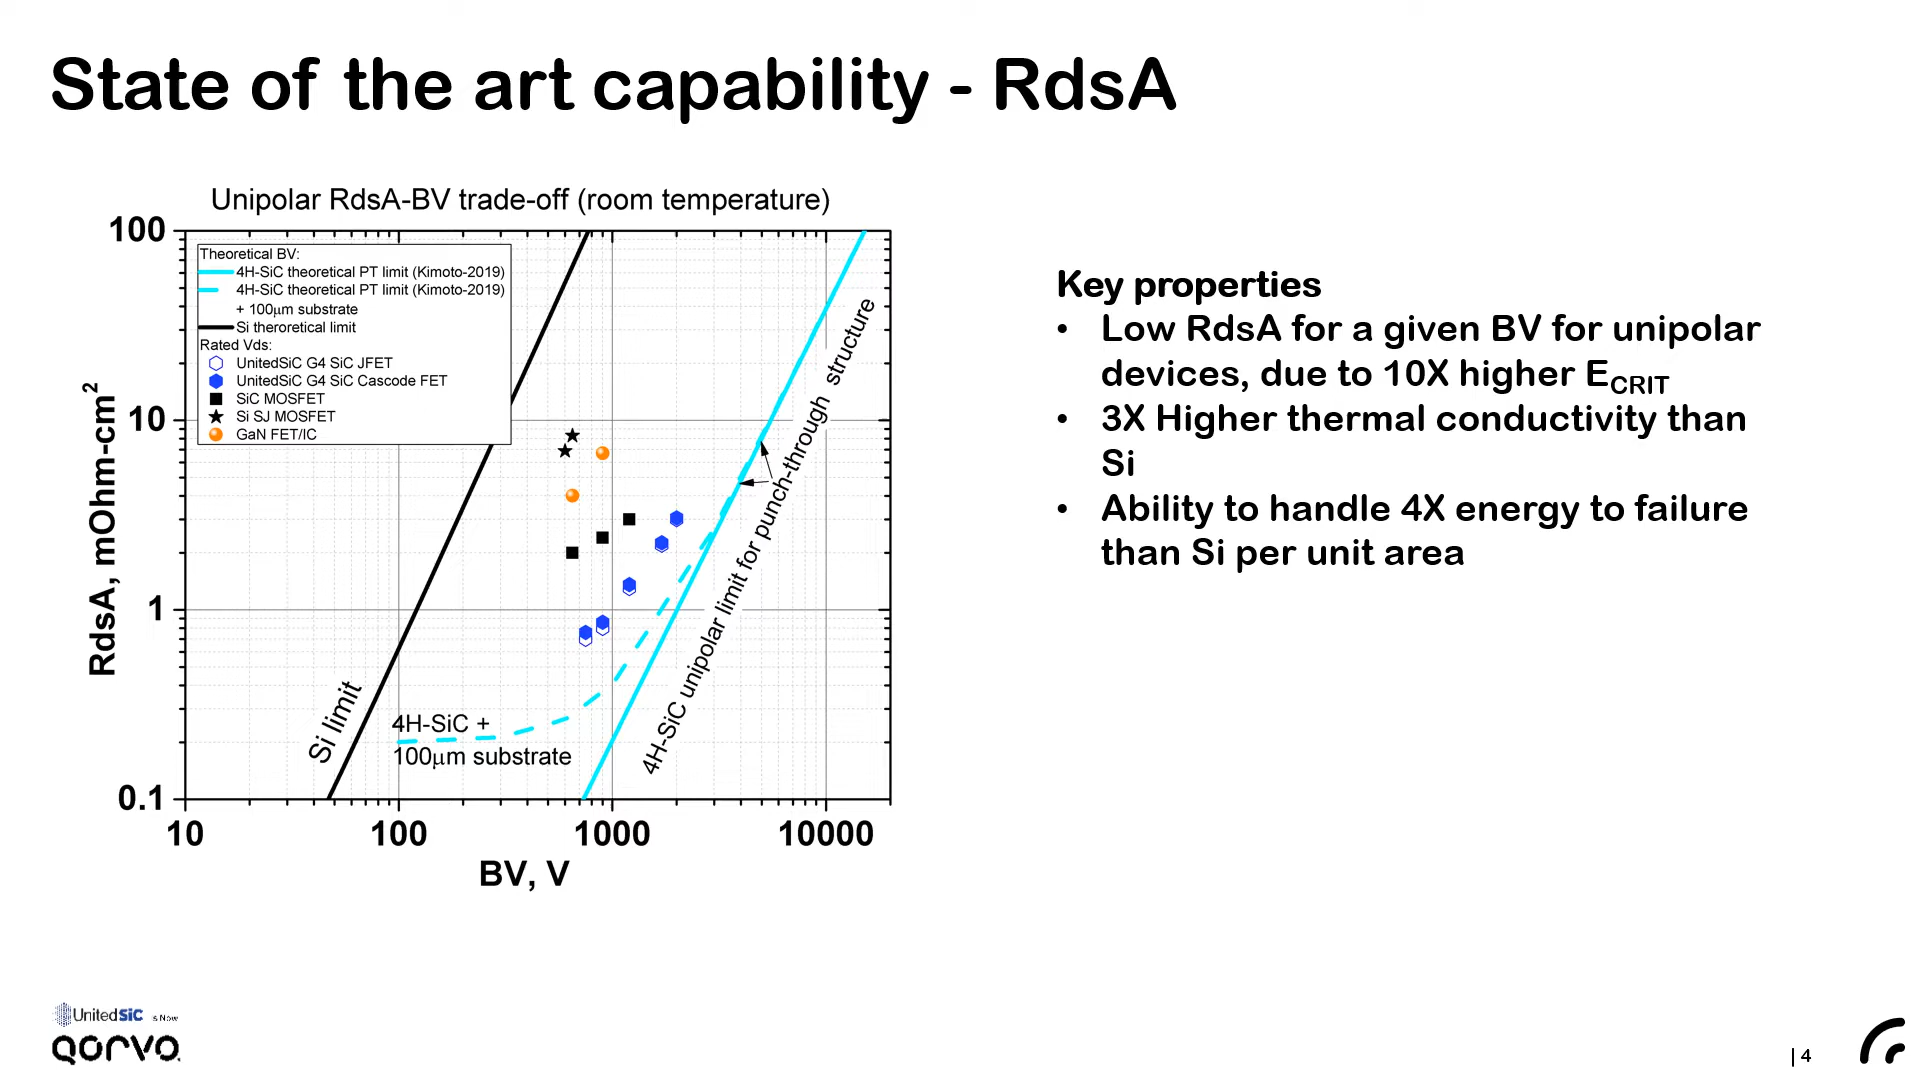 State of the art capability - RdsA
Unipolar RdsA-BV trade-off (room temperature)
100
10
1
0.1
RdsA, mOhm-cm²
Theoretical BV:
4H-SiC theoretical PT limit (Kimoto-2019)
4H-SiC theoretical PT limit (Kimoto-2019)
+ 100μm substrate
Si theroretical limit
Rated Vds:
UnitedSiC G4 SiC JFET
UnitedSiC G4 SiC Cascode FET
SiC MOSFET
Si SJ MOSFET
GaN FET/IC
Si limit
4H-SiC +
100μm substrate
4H-SiC unipolar limit for punch-through structure
10
100
1000
10000
BV, V
Key properties
• Low RdsA for a given BV for unipolar
devices, due to 10X higher ECRIT
• 3X Higher thermal conductivity than
Si
• Ability to handle 4X energy to failure
than Si per unit area
UnitedSiC is Now
QORVO
| 4